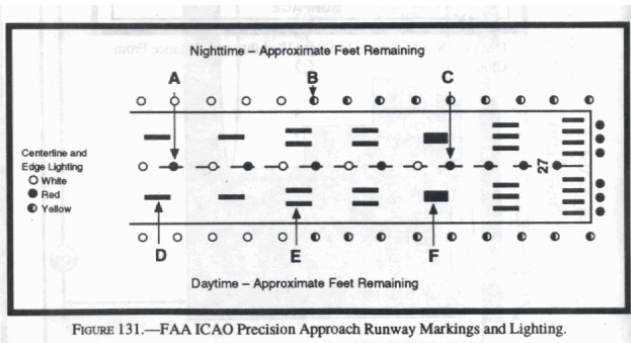 Nighttime – Approximate Feet Remaining
A B C
Centerline and
Edge Lighting
White
Red
Yellow
27
D E F
Daytime – Approximate Feet Remaining
FIGURE 131.—FAA ICAO Precision Approach Runway Markings and Lighting.